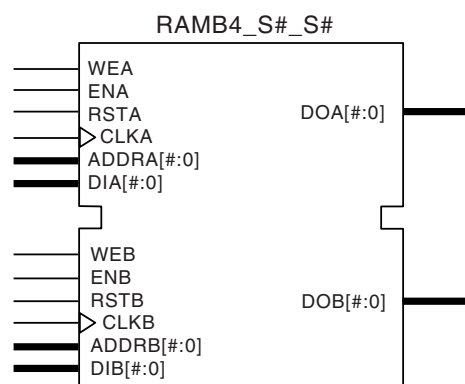 RAMB4_S#_S#
WEA
ENA
RSTA
CLKA
ADDRA[#:0]
DIA[#:0]
DOA[#:0]
WEB
ENB
RSTB
CLKB
ADDRB[#:0]
DIB[#:0]
DOB[#:0]